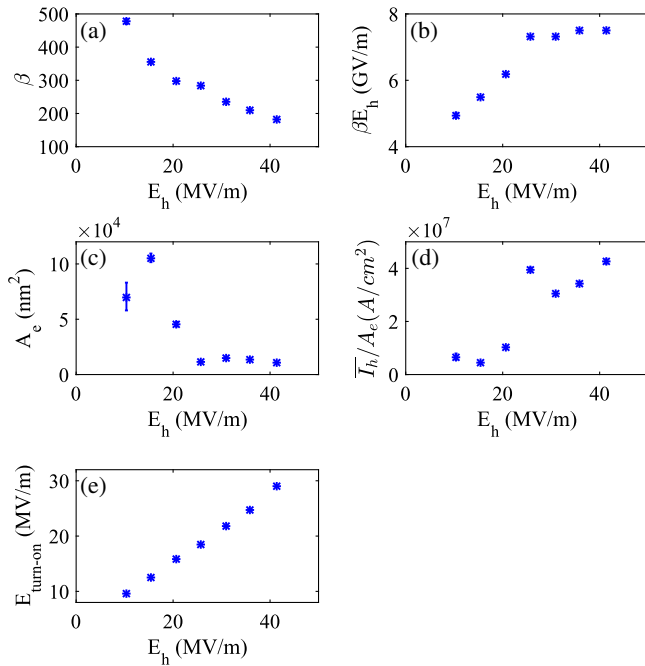 (a)
β
500
400
300
200
100
0 20 40
E_h (MV/m)
(b)
βE_h (GV/m)
8
6
4
0 20 40
E_h (MV/m)
×10^4
(c)
A_e (nm^2)
10
5
0
0 20 40
E_h (MV/m)
×10^7
(d)
\overline{I_h}/A_e(A/cm^2)
4
2
0
0 20 40
E_h (MV/m)
(e)
E_turn-on (MV/m)
30
20
10
0 20 40
E_h (MV/m)